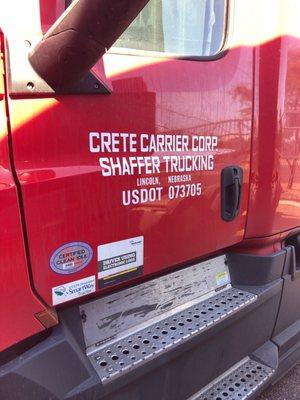 CRETE CARRIER CORP.
SHAFFER TRUCKING
LINCOLN, NEBRASKA
USDOT 073705
CERTIFIED
CLEAN IDLE
DRIVER USING
ELECTRONIC LOGS
SmartWay